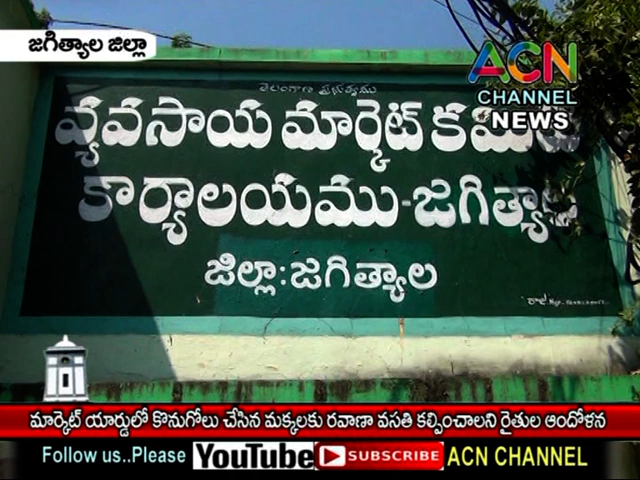 జగిత్యాల జిల్లా
ACN
CHANNEL
NEWS
తెలంగాణ ప్రభుత్వము
వ్యవసాయ మార్కెట్ కమిటి
కార్యాలయము-జగిత్యాల
జిల్లా:జగిత్యాల
మార్కెట్ యార్డులో కొనుగోలు చేసిన మక్కలకు రవాణా వసతి కల్పించాలని రైతుల ఆందోళన
Follow us..Please YouTube SUBSCRIBE ACN CHANNEL